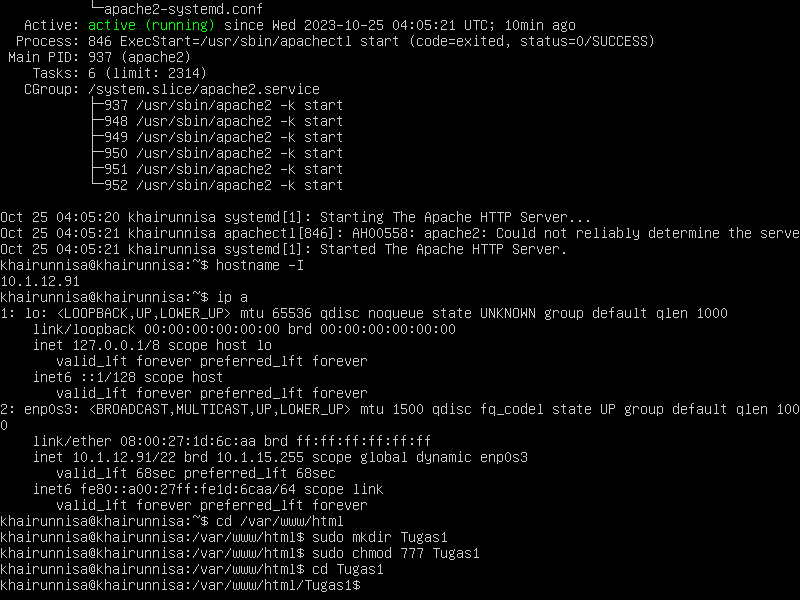 └─apache2-systemd.conf
Active: active (running) since Wed 2023-10-25 04:05:21 UTC; 10min ago
Process: 846 ExecStart=/usr/sbin/apachectl start (code=exited, status=0/SUCCESS)
Main PID: 937 (apache2)
Tasks: 6 (limit: 2314)
CGroup: /system.slice/apache2.service
├─937 /usr/sbin/apache2 -k start
├─948 /usr/sbin/apache2 -k start
├─949 /usr/sbin/apache2 -k start
├─950 /usr/sbin/apache2 -k start
├─951 /usr/sbin/apache2 -k start
└─952 /usr/sbin/apache2 -k start
Oct 25 04:05:20 khairunnisa systemd[1]: Starting The Apache HTTP Server...
Oct 25 04:05:21 khairunnisa apachectl[846]: AH00558: apache2: Could not reliably determine the serve
Oct 25 04:05:21 khairunnisa systemd[1]: Started The Apache HTTP Server.
khairunnisa@khairunnisa:~$ hostname -I
10.1.12.91
khairunnisa@khairunnisa:~$ ip a
1: lo: <LOOPBACK,UP,LOWER_UP> mtu 65536 qdisc noqueue state UNKNOWN group default qlen 1000
link/loopback 00:00:00:00:00:00 brd 00:00:00:00:00:00
inet 127.0.0.1/8 scope host lo
valid_lft forever preferred_lft forever
inet6 ::1/128 scope host
valid_lft forever preferred_lft forever
2: enp0s3: <BROADCAST,MULTICAST,UP,LOWER_UP> mtu 1500 qdisc fq_codel state UP group default qlen 100
0
link/ether 08:00:27:1d:6c:aa brd ff:ff:ff:ff:ff:ff
inet 10.1.12.91/22 brd 10.1.15.255 scope global dynamic enp0s3
valid_lft 68sec preferred_lft 68sec
inet6 fe80::a00:27ff:fe1d:6caa/64 scope link
valid_lft forever preferred_lft forever
khairunnisa@khairunnisa:~$ cd /var/www/html
khairunnisa@khairunnisa:/var/www/html$ sudo mkdir Tugas1
khairunnisa@khairunnisa:/var/www/html$ sudo chmod 777 Tugas1
khairunnisa@khairunnisa:/var/www/html$ cd Tugas1
khairunnisa@khairunnisa:/var/www/html/Tugas1$